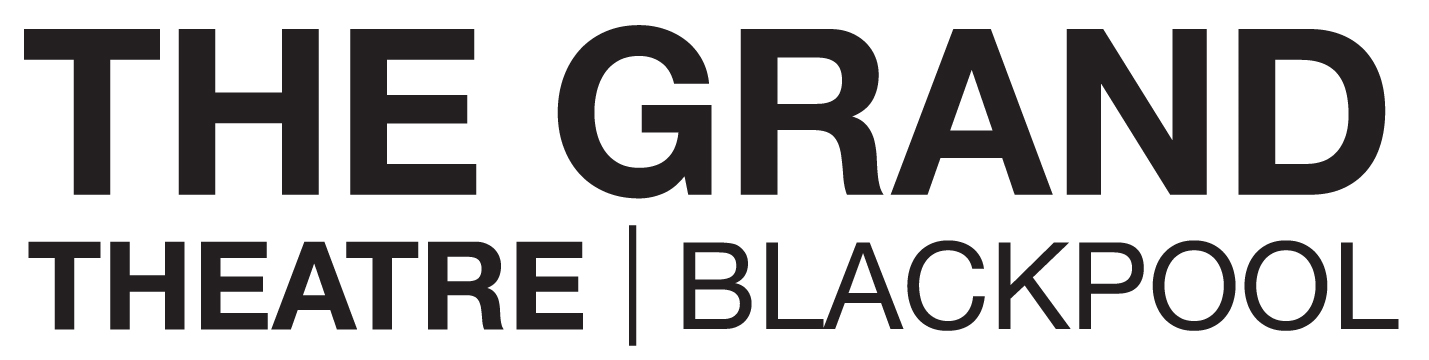 THE GRAND
THEATRE | BLACKPOOL